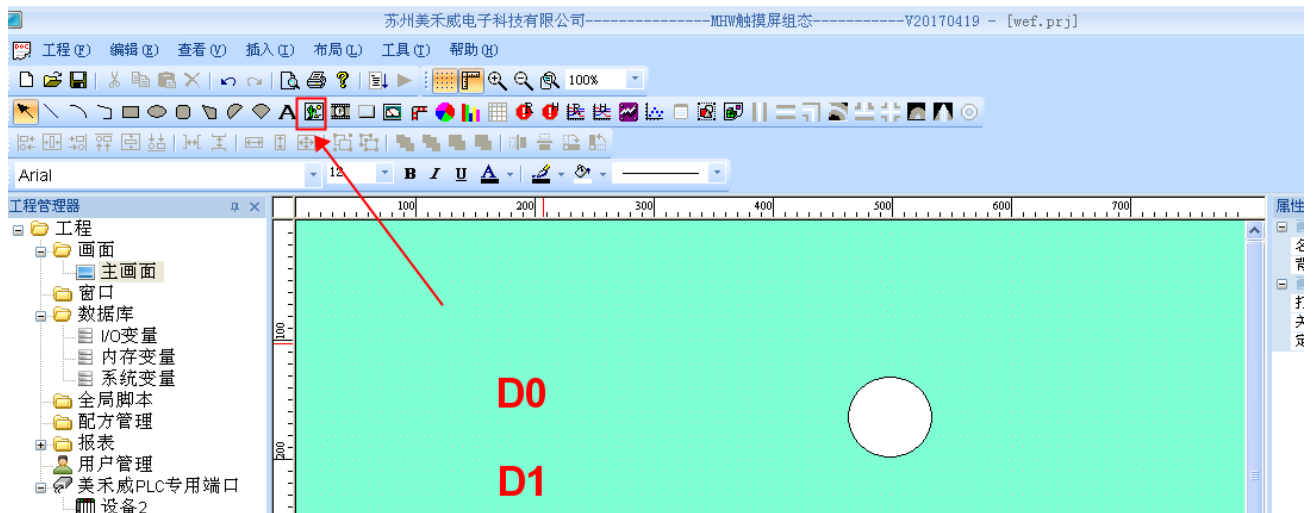 苏州美禾威电子科技有限公司----------------MHW触摸屏组态-----------V20170419 - [wef.prj]
工程(F) 编辑(E) 查看(V) 插入(I) 布局(L) 工具(T) 帮助(H)
100%
Arial 12 B I U A
工程管理器
属性
100 200 300 400 500 600 700
工程
画面
主画面
窗口
数据库
I/O变量
内存变量
系统变量
全局脚本
配方管理
报表
用户管理
美禾威PLC专用端口
设备2
100
200
D0
D1